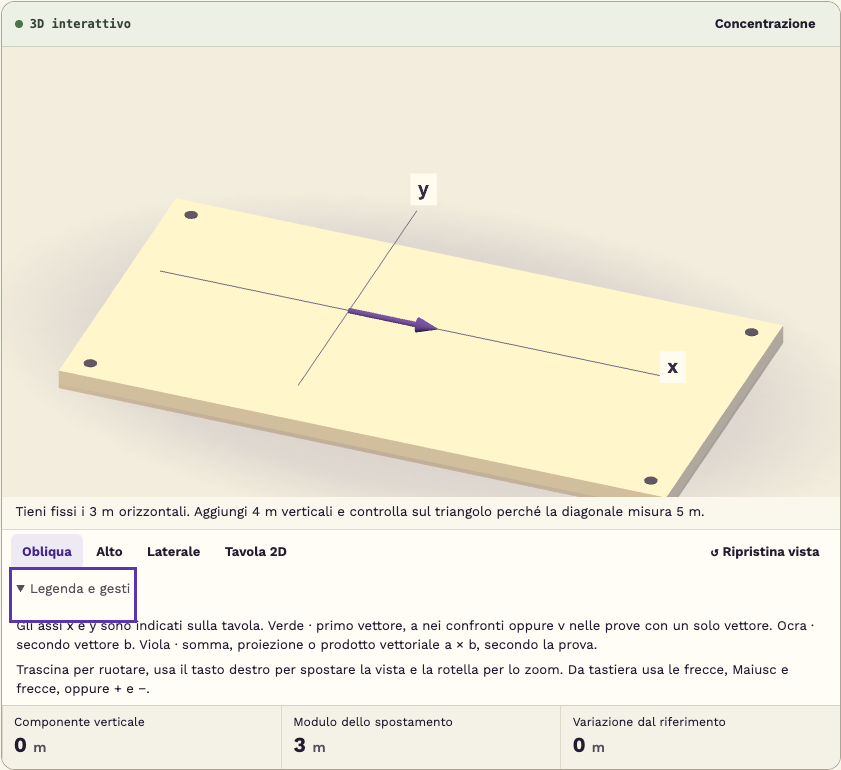 3D interattivo
Concentrazione
y
x
Tieni fissi i 3 m orizzontali. Aggiungi 4 m verticali e controlla sul triangolo perché la diagonale misura 5 m.
Obliqua Alto Laterale Tavola 2D ↺ Ripristina vista
▼ Legenda e gesti
Gli assi x e y sono indicati sulla tavola. Verde · primo vettore, a nei confronti oppure v nelle prove con un solo vettore. Ocra ·
secondo vettore b. Viola · somma, proiezione o prodotto vettoriale a × b, secondo la prova.
Trascina per ruotare, usa il tasto destro per spostare la vista e la rotella per lo zoom. Da tastiera usa le frecce, Maiusc e
frecce, oppure + e −.
Componente verticale
0 m
Modulo dello spostamento
3 m
Variazione dal riferimento
0 m